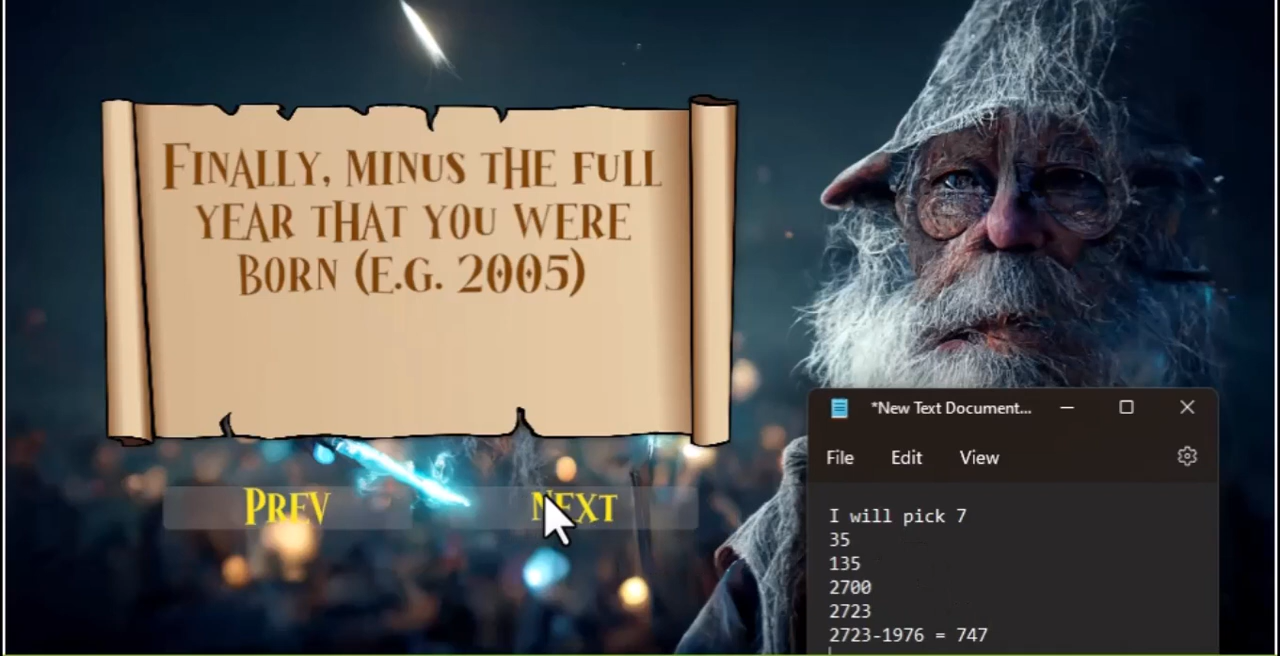 FINALLY, MINUS THE FULL
YEAR THAT YOU WERE
BORN (E.G. 2005)
PREV
NEXT
*New Text Document...
File Edit View
I will pick 7
35
135
2700
2723
2723-1976 = 747